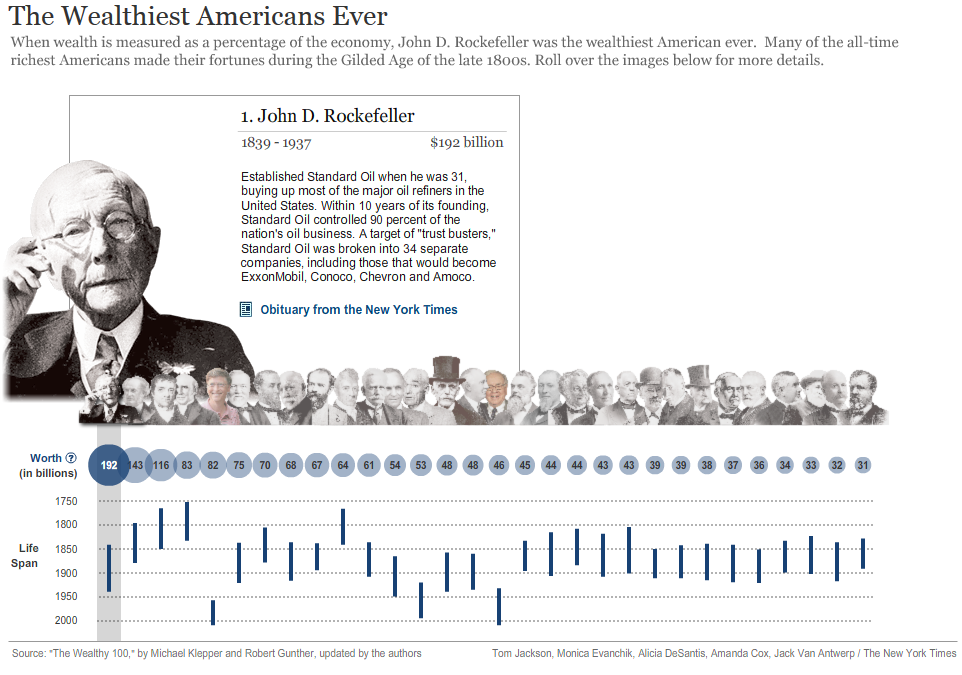 The Wealthiest Americans Ever
When wealth is measured as a percentage of the economy, John D. Rockefeller was the wealthiest American ever. Many of the all-time
richest Americans made their fortunes during the Gilded Age of the late 1800s. Roll over the images below for more details.
1. John D. Rockefeller
1839 - 1937 $192 billion
Established Standard Oil when he was 31,
buying up most of the major oil refiners in the
United States. Within 10 years of its founding,
Standard Oil controlled 90 percent of the
nation's oil business. A target of "trust busters,"
Standard Oil was broken into 34 separate
companies, including those that would become
ExxonMobil, Conoco, Chevron and Amoco.
Obituary from the New York Times
Worth ?
(in billions)
192 143 116 83 82 75 70 68 67 64 61 54 53 48 48 46 45 44 44 43 43 39 39 38 37 36 34 33 32 31
Life
Span
1750
1800
1850
1900
1950
2000
Source: "The Wealthy 100," by Michael Klepper and Robert Gunther, updated by the authors
Tom Jackson, Monica Evanchik, Alicia DeSantis, Amanda Cox, Jack Van Antwerp / The New York Times